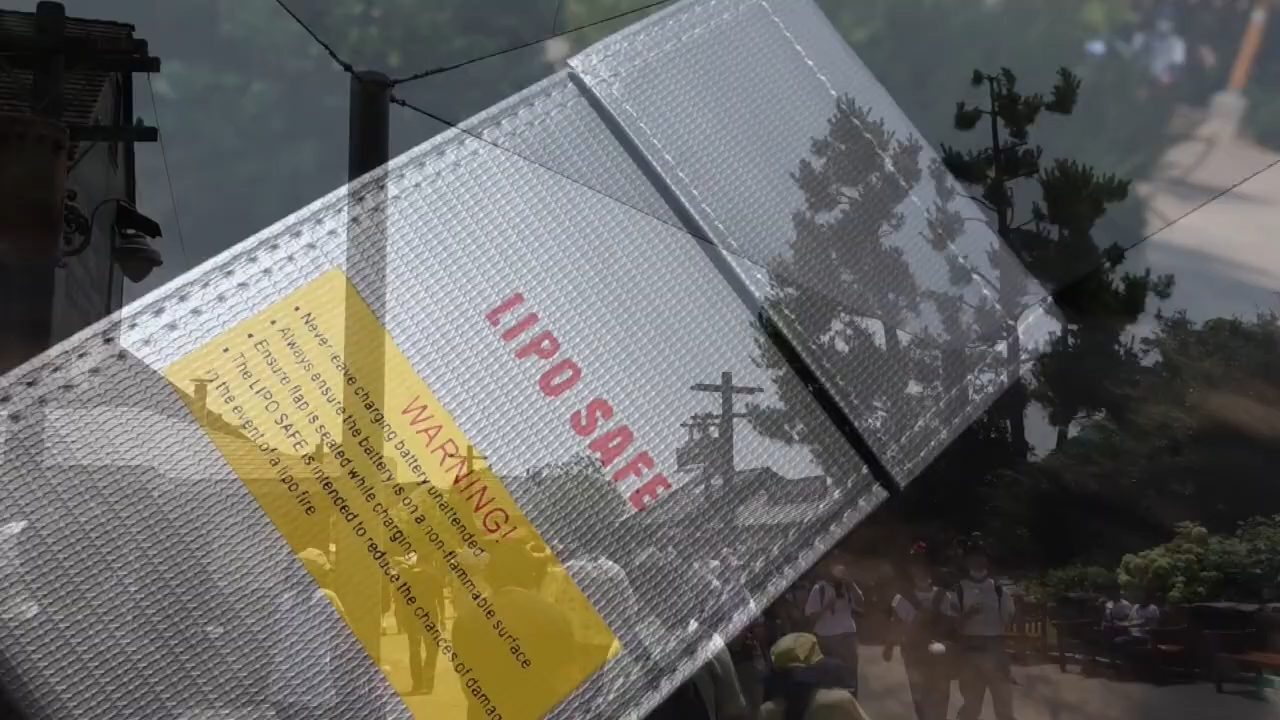 LIPO SAFE
WARNING!
• Never leave charging battery unattended
• Always ensure the battery is on a non-flammable surface
• Ensure flap is sealed while charging
• The LIPO SAFE is intended to reduce the chances of
the event of a lipo fire